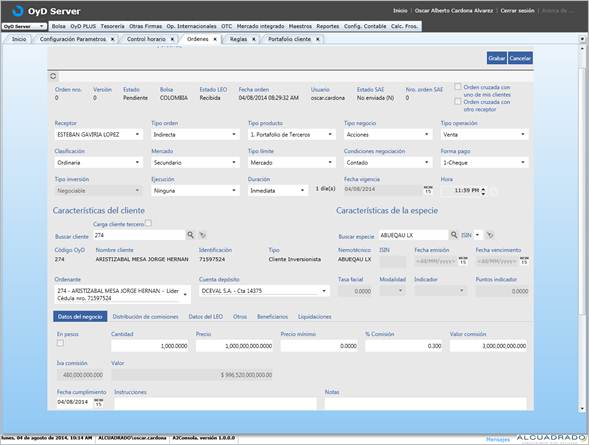 OyD Server
Inicio | Oscar Alberto Cardona Alvarez | Cerrar sesión | Acerca de ...
OyD Server Bolsa OyD PLUS Tesorería Otras Firmas Op. Internacionales OTC Mercado integrado Maestros Reportes Config. Contable Calc. Fros.
Inicio Configuración Parametros Control horario Ordenes Reglas Portafolio cliente
Grabar Cancelar
Orden nro. Versión Estado Bolsa Estado LEO Fecha orden Usuario Estado SAE Nro. orden SAE Orden cruzada con uno de mis clientes
0 0 Pendiente COLOMBIA Recibida 04/08/2014 08:29:32 AM oscar.cardona No enviada (N) 0 Orden cruzada con otro receptor
Receptor Tipo orden Tipo producto Tipo negocio Tipo operación
ESTEBAN GAVIRIA LOPEZ Indirecta 1. Portafolio de Terceros Acciones Venta
Clasificación Mercado Tipo límite Condiciones negociación Forma pago
Ordinaria Secundario Mercado Contado 1-Cheque
Tipo inversión Ejecución Duración Fecha vigencia Hora
Negociable Ninguna Inmediata 1 día(s) 04/08/2014 15 11:59 PM
Características del cliente Características de la especie
Carga cliente tercero
Buscar cliente 274 Buscar especie ABUEQAU LX ISIN
Código OyD Nombre cliente Identificación Tipo Nemotécnico ISIN Fecha emisión Fecha vencimiento
274 ARISTIZABAL MESA JORGE HERNAN 71597524 Cliente Inversionista ABUEQAU LX <dd/MM/yyyy> 15 <dd/MM/yyyy> 15
Ordenante Cuenta depósito Tasa facial Modalidad Indicador Puntos indicador
274 - ARISTIZABAL MESA JORGE HERNAN - Líder DCEVAL S.A. - Cta 14375 0.0000 0.0000
Cédula nro. 71597524
Datos del negocio Distribución de comisiones Datos del LEO Otros Beneficiarios Liquidaciones
En pesos Cantidad Precio Precio mínimo % Comisión Valor comisión
1,000.0000 1,000,000,000.0000 0.0000 0.300 3,000,000,000.00
Iva comisión Valor
480,000,000.00 $ 996,520,000,000.00
Fecha cumplimiento Instrucciones Notas
04/08/2014 15
lunes, 04 de agosto de 2014, 10:14 AM ALCUADRADO\oscar.cardona A2Consola, versión 1.0.0.0 Mensajes ALCUADRADO